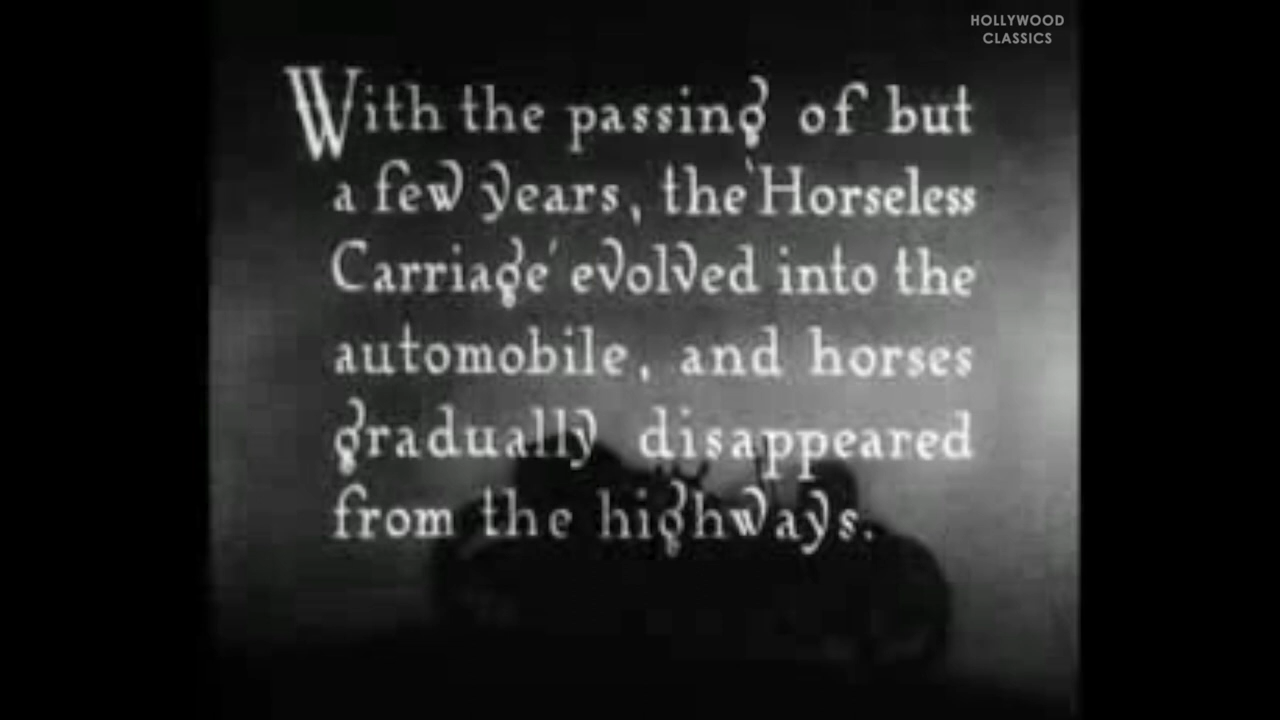 HOLLYWOOD
CLASSICS
With the passing of but
a few years, the 'Horseless
Carriage' evolved into the
automobile, and horses
gradually disappeared
from the highways.